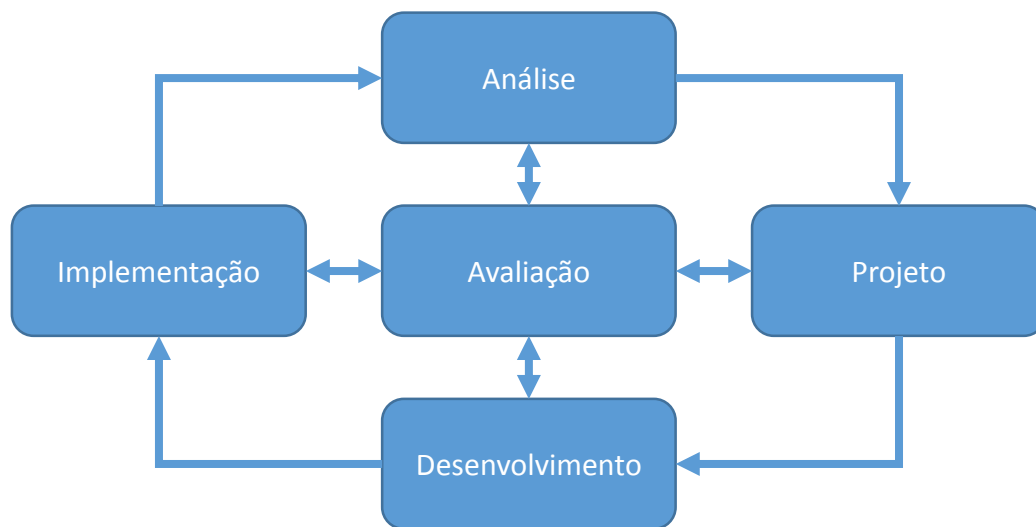 Análise
Implementação
Avaliação
Projeto
Desenvolvimento